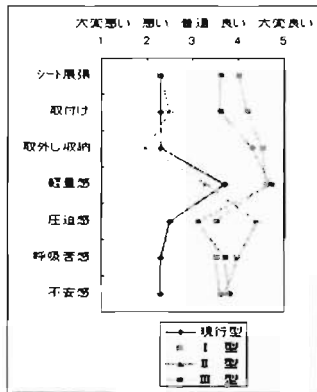 大変悪い 悪い 普通 良い 大変良い
1 2 3 4 5
シート展張
取付け
取外し収納
軽量感
圧迫感
呼吸苦感
不安感
現行型
Ⅰ 型
Ⅱ 型
Ⅲ 型